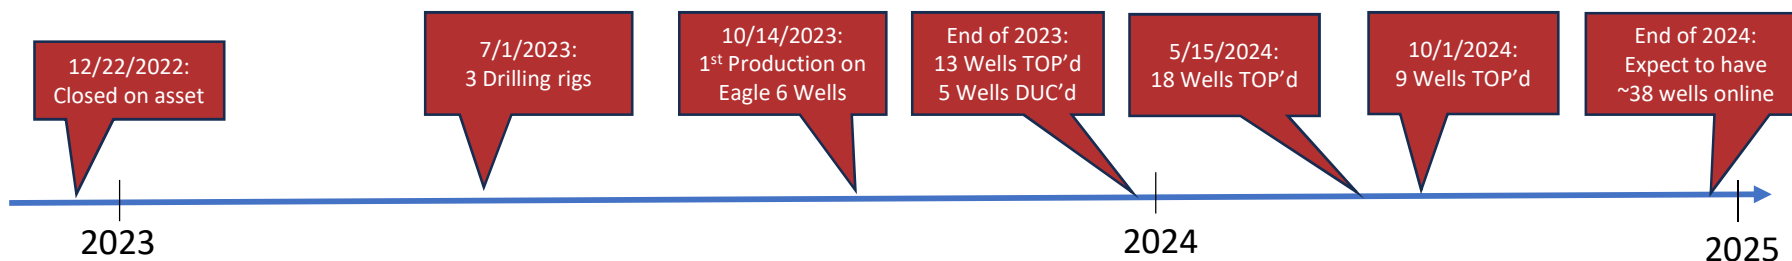 12/22/2022:
Closed on asset
7/1/2023:
3 Drilling rigs
10/14/2023:
1st Production on
Eagle 6 Wells
End of 2023:
13 Wells TOP’d
5 Wells DUC’d
5/15/2024:
18 Wells TOP’d
10/1/2024:
9 Wells TOP’d
End of 2024:
Expect to have
~38 wells online
2023
2024
2025